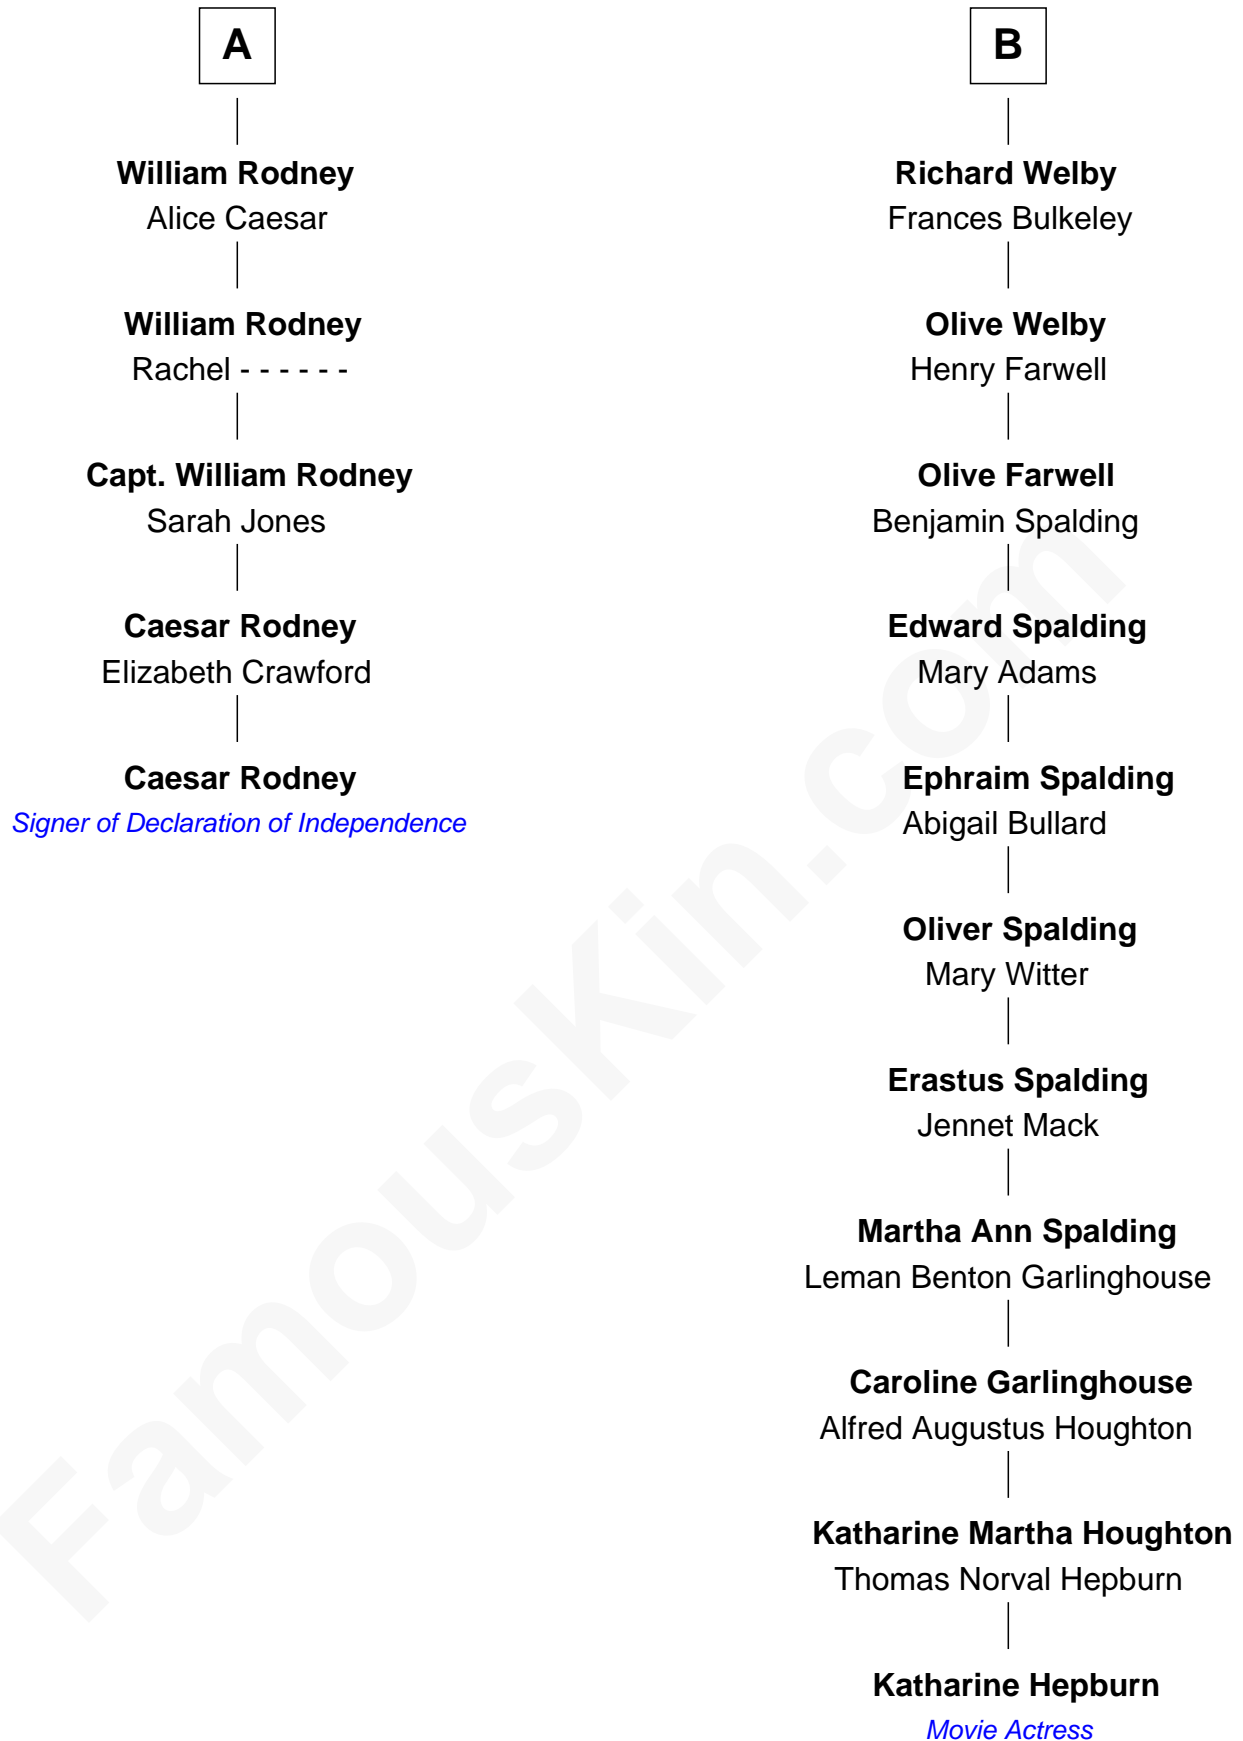 A
William Rodney
Alice Caesar
William Rodney
Rachel - - - - - -
Capt. William Rodney
Sarah Jones
Caesar Rodney
Elizabeth Crawford
Caesar Rodney
Signer of Declaration of Independence
B
Richard Welby
Frances Bulkeley
Olive Welby
Henry Farwell
Olive Farwell
Benjamin Spalding
Edward Spalding
Mary Adams
Ephraim Spalding
Abigail Bullard
Oliver Spalding
Mary Witter
Erastus Spalding
Jennet Mack
Martha Ann Spalding
Leman Benton Garlinghouse
Caroline Garlinghouse
Alfred Augustus Houghton
Katharine Martha Houghton
Thomas Norval Hepburn
Katharine Hepburn
Movie Actress
FamousKin.com